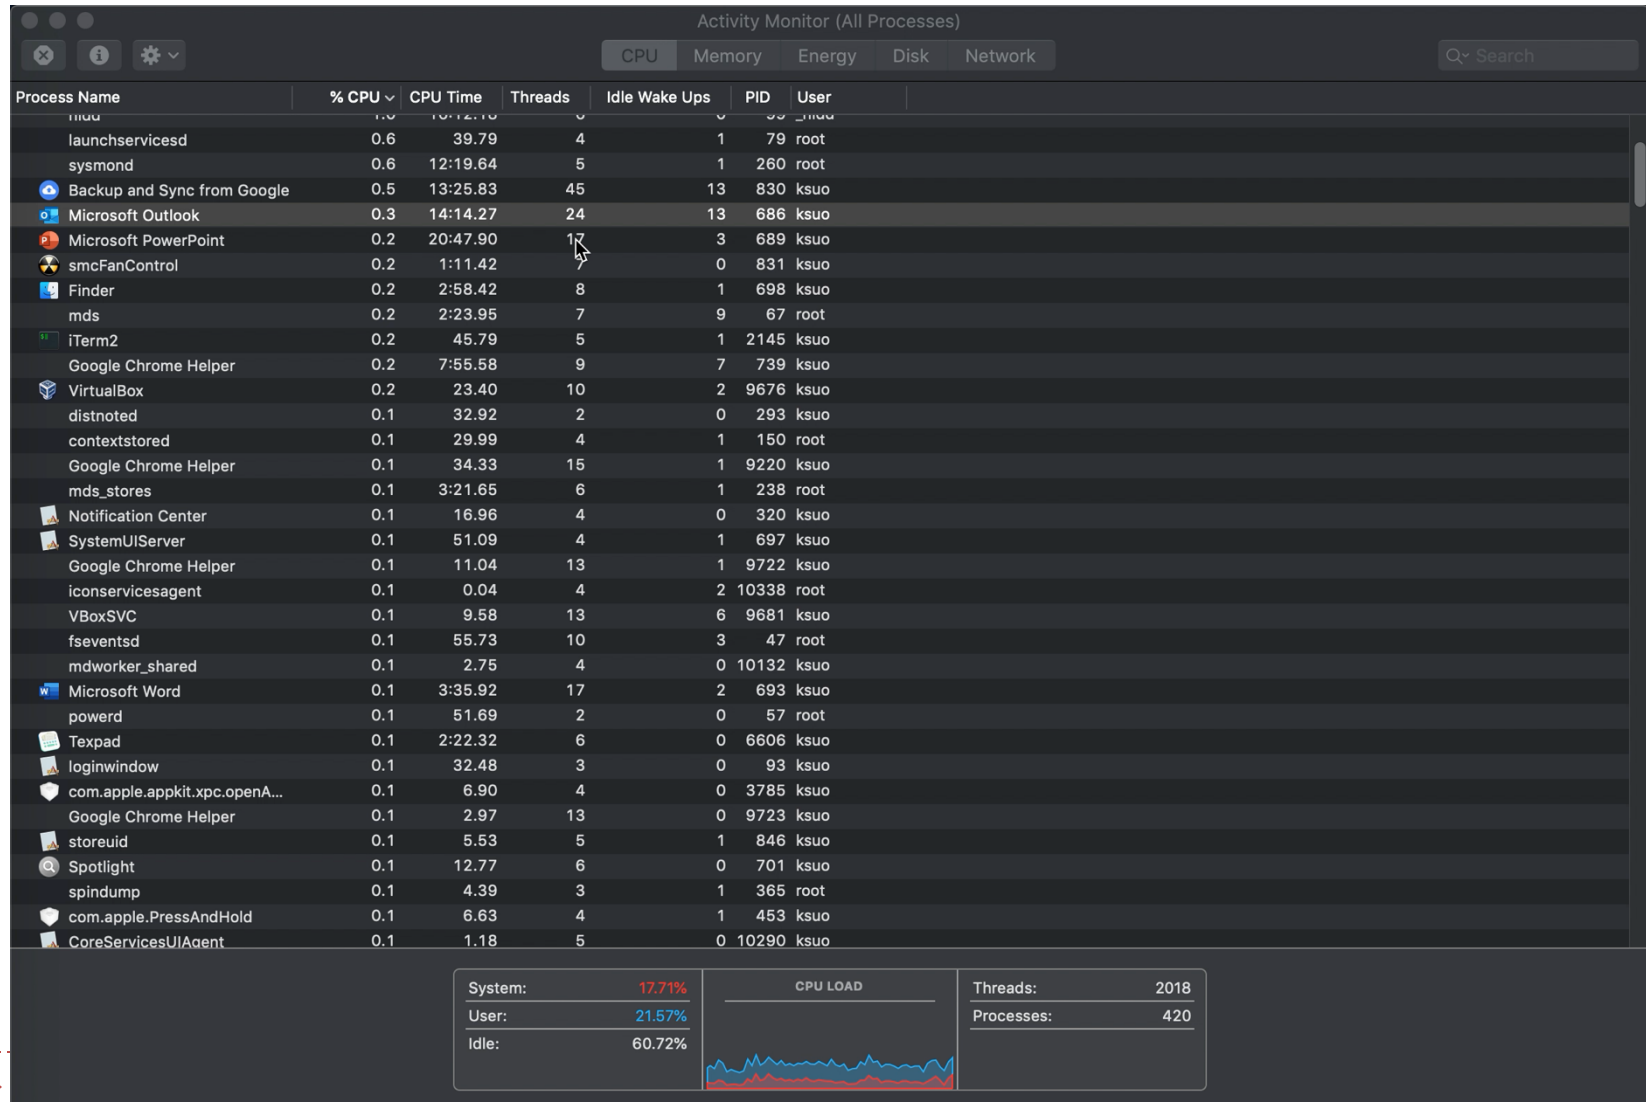 Activity Monitor (All Processes)
CPU Memory Energy Disk Network Search
Process Name % CPU CPU Time Threads Idle Wake Ups PID User
hidd 1.0 10:12.18 6 0 99 _hidd
launchservicesd 0.6 39.79 4 1 79 root
sysmond 0.6 12:19.64 5 1 260 root
Backup and Sync from Google 0.5 13:25.83 45 13 830 ksuo
Microsoft Outlook 0.3 14:14.27 24 13 686 ksuo
Microsoft PowerPoint 0.2 20:47.90 17 3 689 ksuo
smcFanControl 0.2 1:11.42 7 0 831 ksuo
Finder 0.2 2:58.42 8 1 698 ksuo
mds 0.2 2:23.95 7 9 67 root
iTerm2 0.2 45.79 5 1 2145 ksuo
Google Chrome Helper 0.2 7:55.58 9 7 739 ksuo
VirtualBox 0.2 23.40 10 2 9676 ksuo
distnoted 0.1 32.92 2 0 293 ksuo
contextstored 0.1 29.99 4 1 150 root
Google Chrome Helper 0.1 34.33 15 1 9220 ksuo
mds_stores 0.1 3:21.65 6 1 238 root
Notification Center 0.1 16.96 4 0 320 ksuo
SystemUIServer 0.1 51.09 4 1 697 ksuo
Google Chrome Helper 0.1 11.04 13 1 9722 ksuo
iconservicesagent 0.1 0.04 4 2 10338 root
VBoxSVC 0.1 9.58 13 6 9681 ksuo
fseventsd 0.1 55.73 10 3 47 root
mdworker_shared 0.1 2.75 4 0 10132 ksuo
Microsoft Word 0.1 3:35.92 17 2 693 ksuo
powerd 0.1 51.69 2 0 57 root
Texpad 0.1 2:22.32 6 0 6606 ksuo
loginwindow 0.1 32.48 3 0 93 ksuo
com.apple.appkit.xpc.openA... 0.1 6.90 4 0 3785 ksuo
Google Chrome Helper 0.1 2.97 13 0 9723 ksuo
storeuid 0.1 5.53 5 1 846 ksuo
Spotlight 0.1 12.77 6 0 701 ksuo
spindump 0.1 4.39 3 1 365 root
com.apple.PressAndHold 0.1 6.63 4 1 453 ksuo
CoreServicesUIAgent 0.1 1.18 5 0 10290 ksuo
System: 17.71% CPU LOAD Threads: 2018
User: 21.57% Processes: 420
Idle: 60.72%